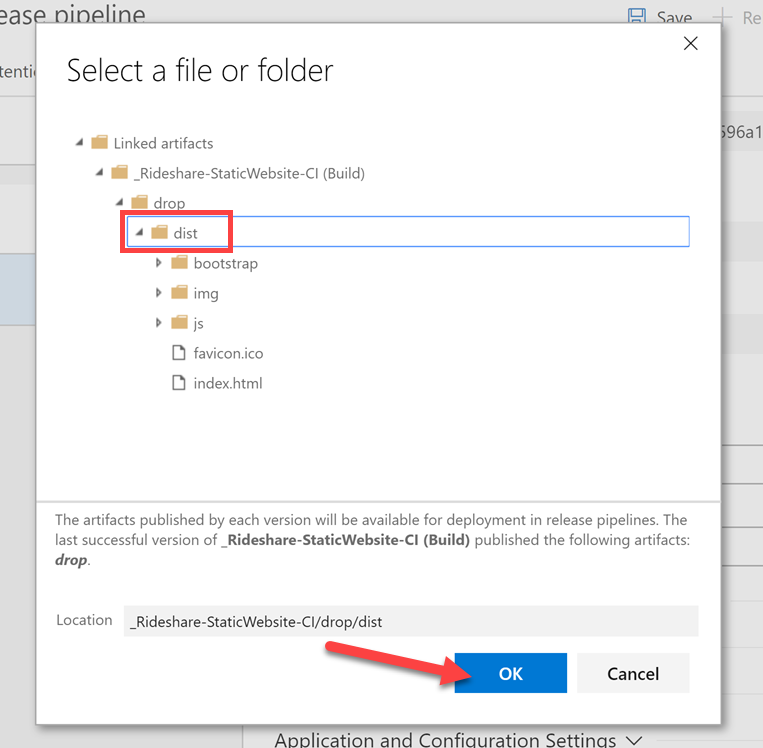 ease pipeline
Save
Re
tentio
Select a file or folder
596a1
Linked artifacts
_Rideshare-StaticWebsite-CI (Build)
drop
dist
bootstrap
img
js
favicon.ico
index.html
The artifacts published by each version will be available for deployment in release pipelines. The
last successful version of _Rideshare-StaticWebsite-CI (Build) published the following artifacts:
drop.
Location
_Rideshare-StaticWebsite-CI/drop/dist
OK
Cancel
Application and Configuration Settings